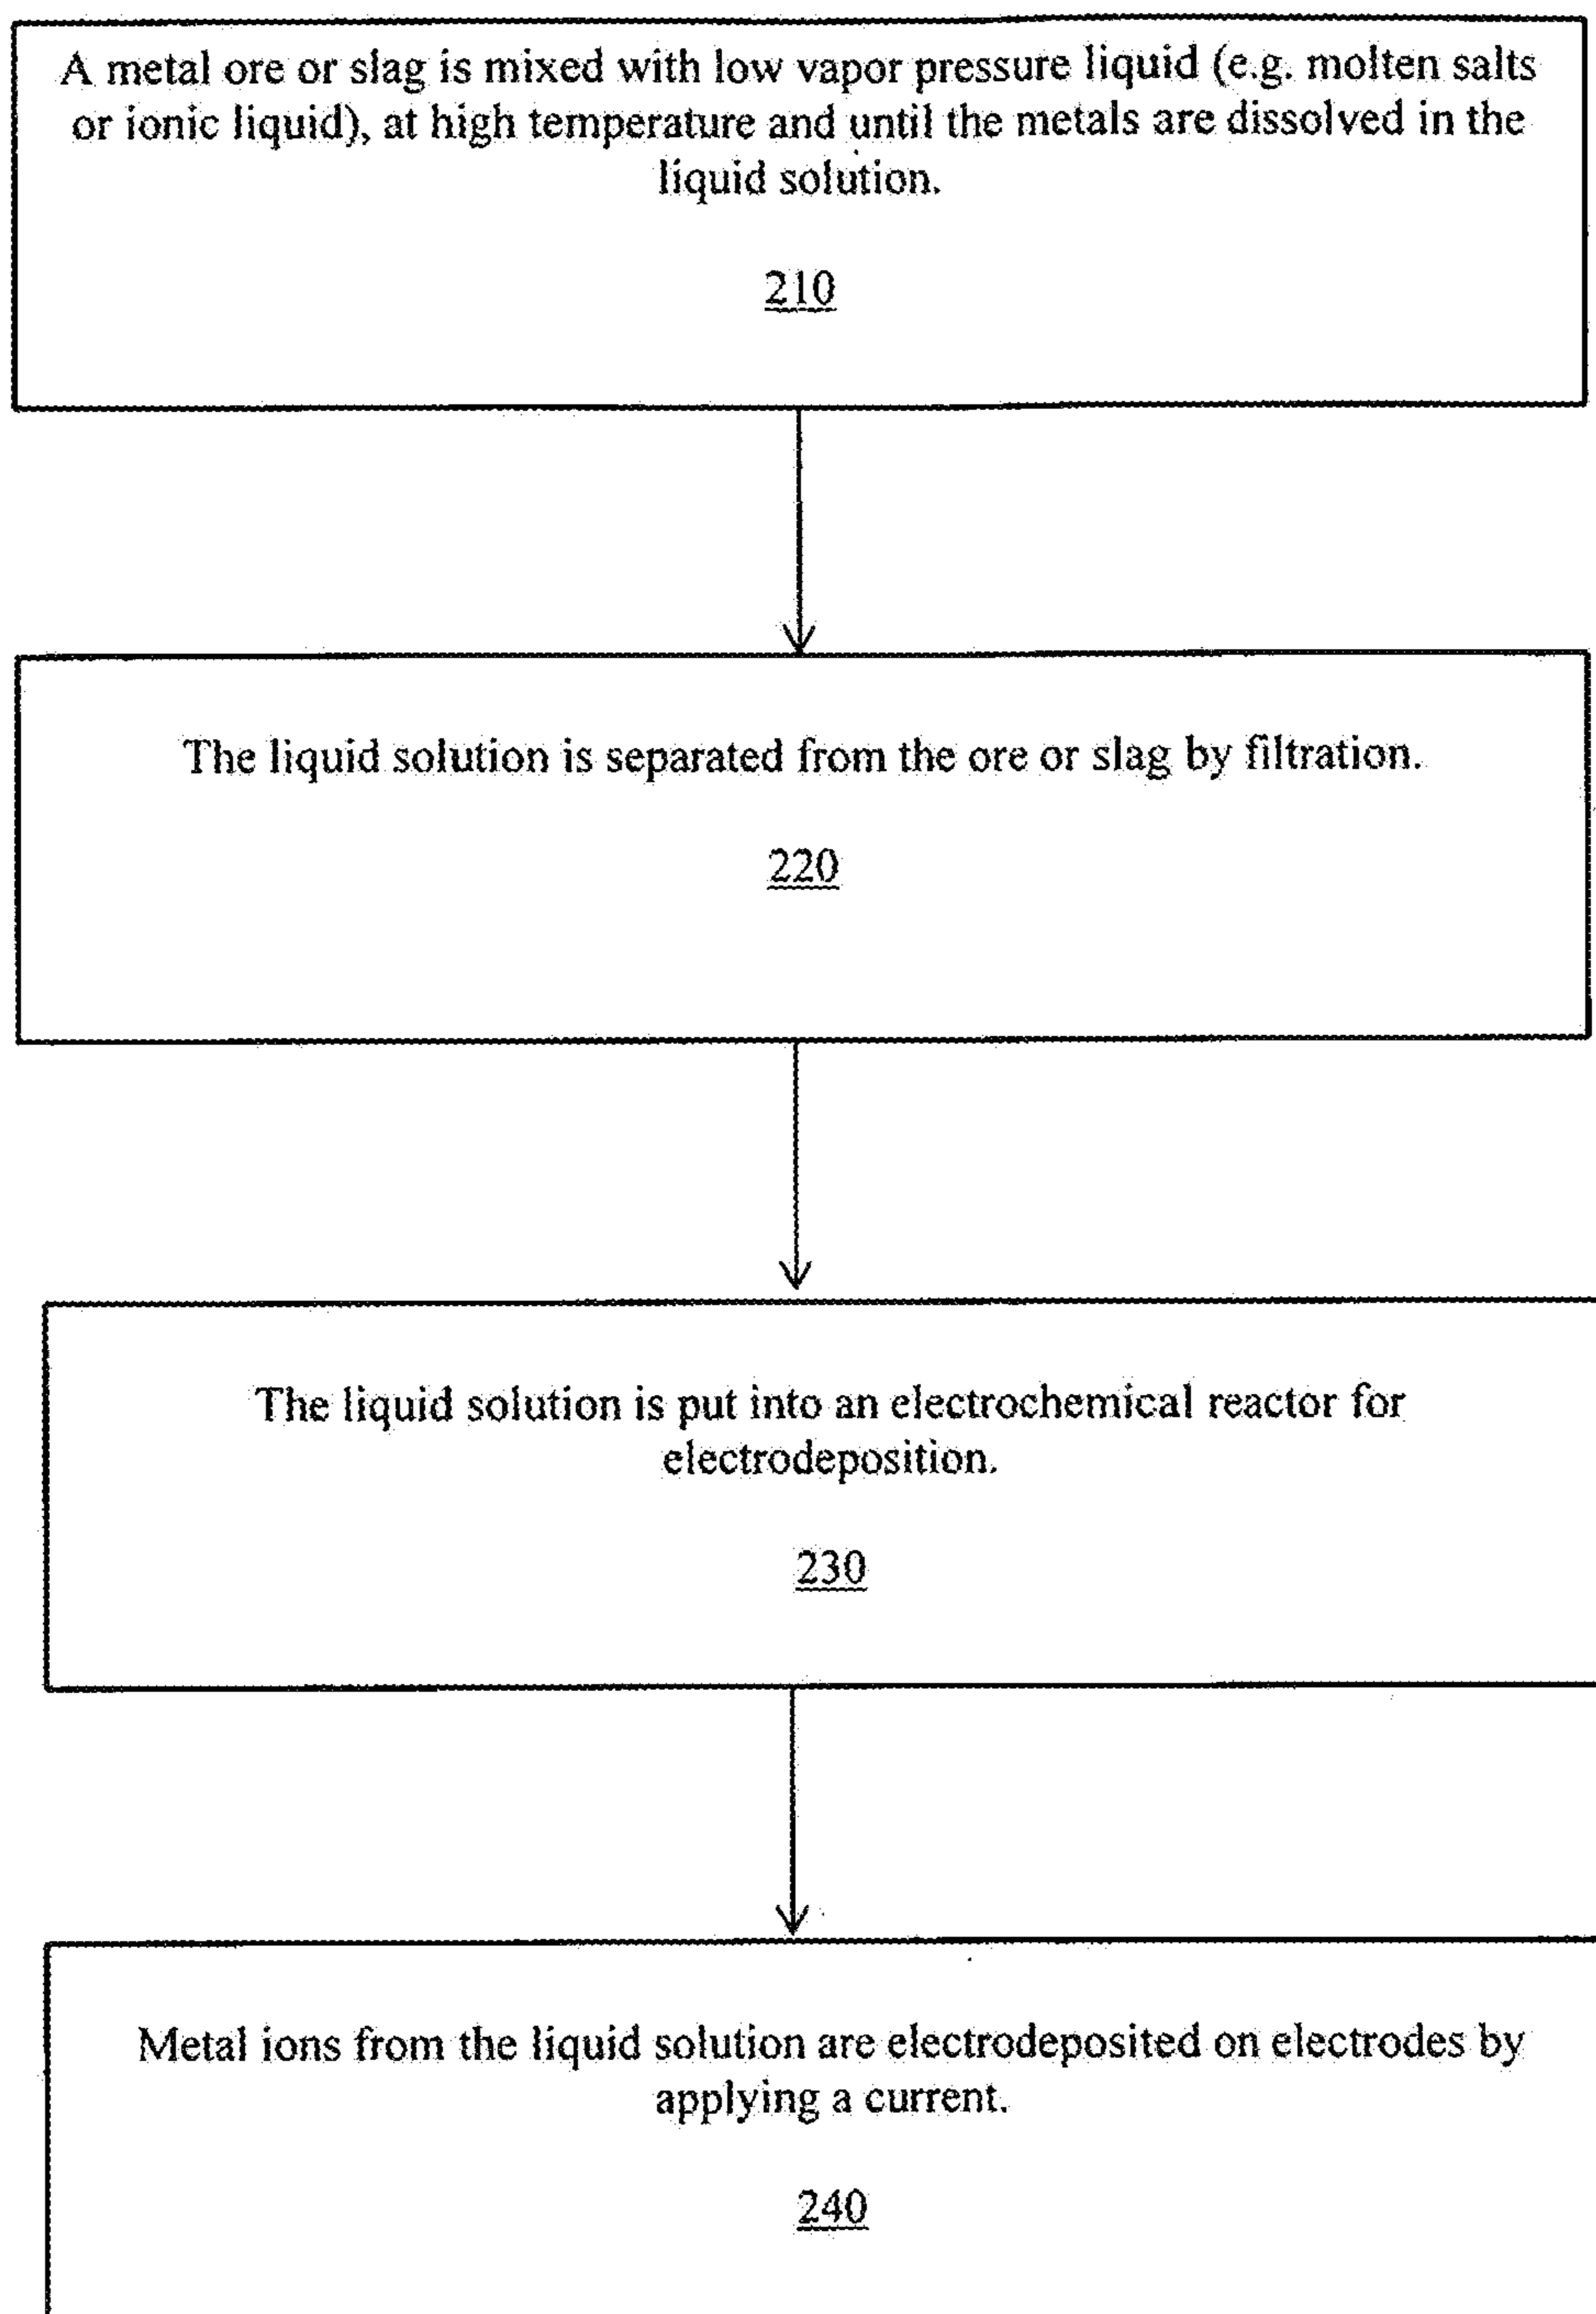 A metal ore or slag is mixed with low vapor pressure liquid (e.g. molten salts
or ionic liquid), at high temperature and until the metals are dissolved in the
liquid solution.
210
The liquid solution is separated from the ore or slag by filtration.
220
The liquid solution is put into an electrochemical reactor for
electrodeposition.
230
Metal ions from the liquid solution are electrodeposited on electrodes by
applying a current.
240